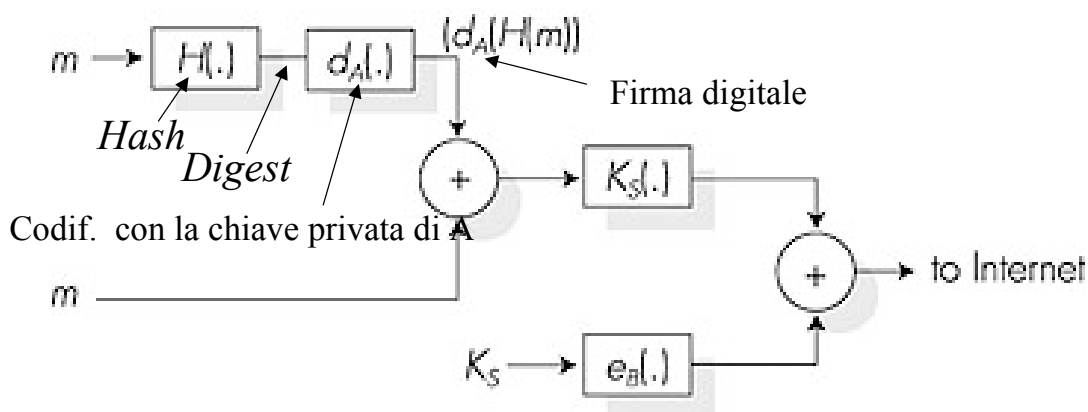 m H(.) d_A(.) (d_A(H(m))
Firma digitale
Hash
Digest
+ K_S(.)
Codif. con la chiave privata di A
+ to Internet
m
K_S e_B(.)